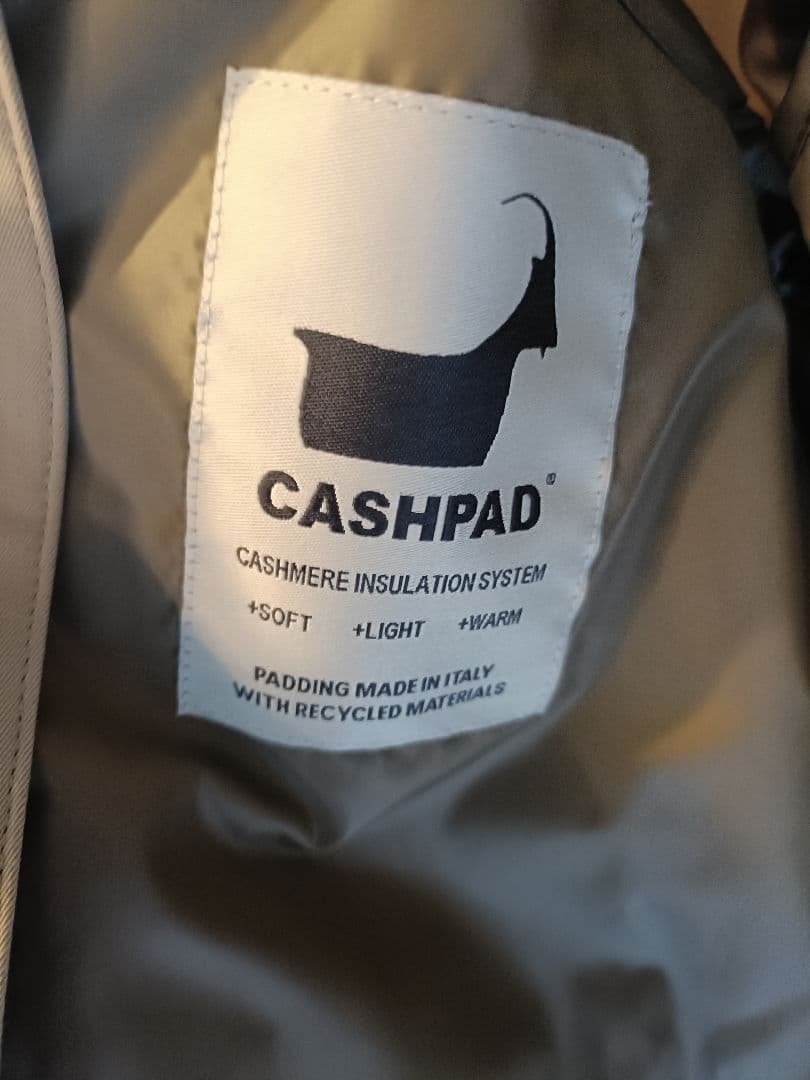 CASHPAD®
CASHMERE INSULATION SYSTEM
+SOFT +LIGHT +WARM
PADDING MADE IN ITALY
WITH RECYCLED MATERIALS